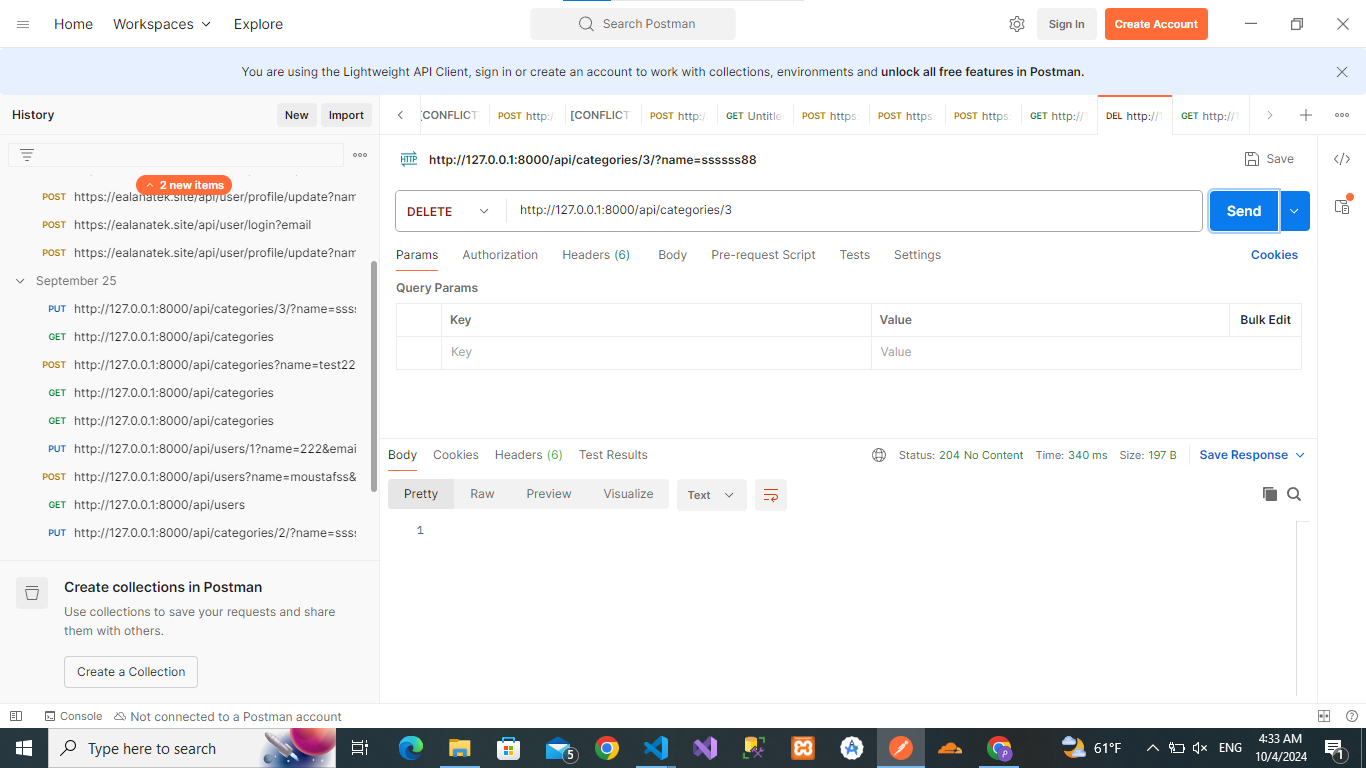 Home
Workspaces
Explore
Search Postman
Sign In
Create Account
You are using the Lightweight API Client, sign in or create an account to work with collections, environments and unlock all free features in Postman.
History
New
Import
[CONFLICT
POST http:/
[CONFLICT
POST http:/
GET Untitle
POST https:
POST https:
POST https:
GET http://1
DEL http://1
GET http://1
2 new items
POST https://ealanatek.site/api/user/profile/update?nam
POST https://ealanatek.site/api/user/login?email
POST https://ealanatek.site/api/user/profile/update?nam
September 25
PUT http://127.0.0.1:8000/api/categories/3/?name=ssss
GET http://127.0.0.1:8000/api/categories
POST http://127.0.0.1:8000/api/categories?name=test22
GET http://127.0.0.1:8000/api/categories
GET http://127.0.0.1:8000/api/categories
PUT http://127.0.0.1:8000/api/users/1?name=222&emai
POST http://127.0.0.1:8000/api/users?name=moustafss&
GET http://127.0.0.1:8000/api/users
PUT http://127.0.0.1:8000/api/categories/2/?name=ssss
Create collections in Postman
Use collections to save your requests and share
them with others.
Create a Collection
HTTP http://127.0.0.1:8000/api/categories/3/?name=ssssss88
Save
DELETE
http://127.0.0.1:8000/api/categories/3
Send
Params
Authorization
Headers (6)
Body
Pre-request Script
Tests
Settings
Cookies
Query Params
Key
Value
Bulk Edit
Key
Value
Body
Cookies
Headers (6)
Test Results
Status: 204 No Content
Time: 340 ms
Size: 197 B
Save Response
Pretty
Raw
Preview
Visualize
Text
1
Console
Not connected to a Postman account
Type here to search
5
P
61°F
ENG
4:33 AM
10/4/2024
1